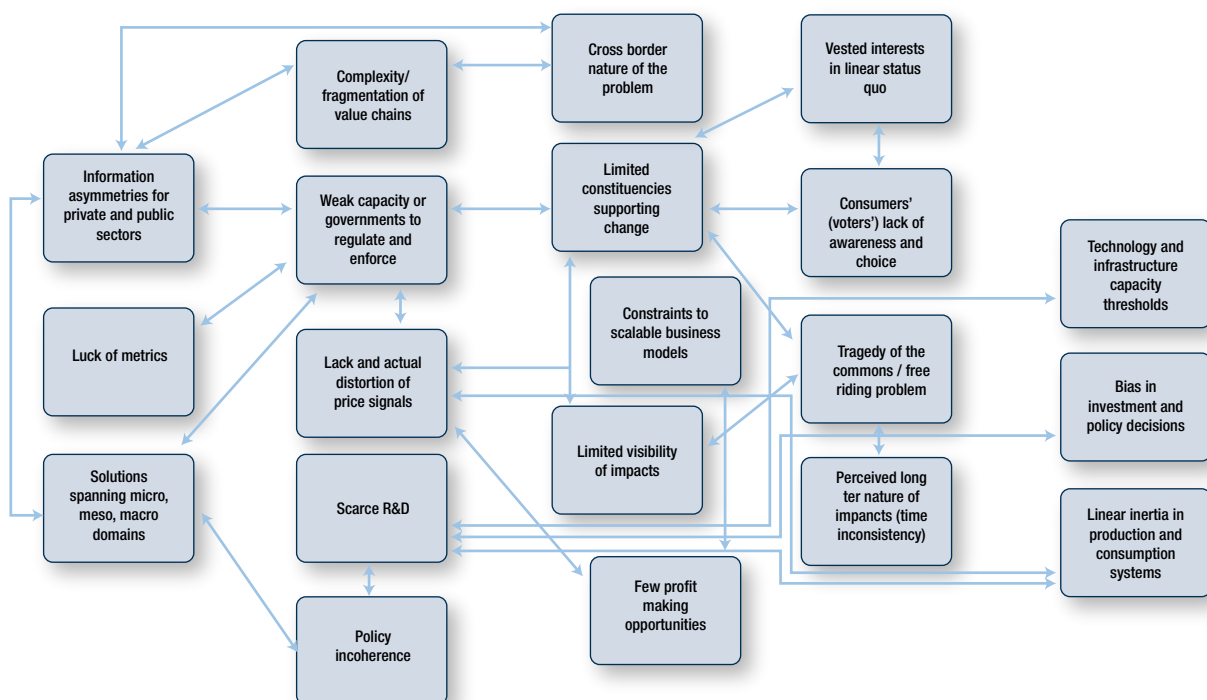 Complexity/
fragmentation of
value chains
Cross border
nature of the
problem
Vested interests
in linear status
quo
Information
asymmetries for
private and public
sectors
Weak capacity or
governments to
regulate and
enforce
Limited
constituencies
supporting
change
Consumers'
(voters') lack of
awareness and
choice
Technology and
infrastructure
capacity
thresholds
Luck of metrics
Lack and actual
distortion of
price signals
Constraints to
scalable business
models
Tragedy of the
commons / free
riding problem
Bias in
investment and
policy decisions
Solutions
spanning micro,
meso, macro
domains
Scarce R&D
Limited visibility
of impacts
Perceived long
ter nature of
impancts (time
inconsistency)
Linear inertia in
production and
consumption
systems
Policy
incoherence
Few profit
making
opportunities